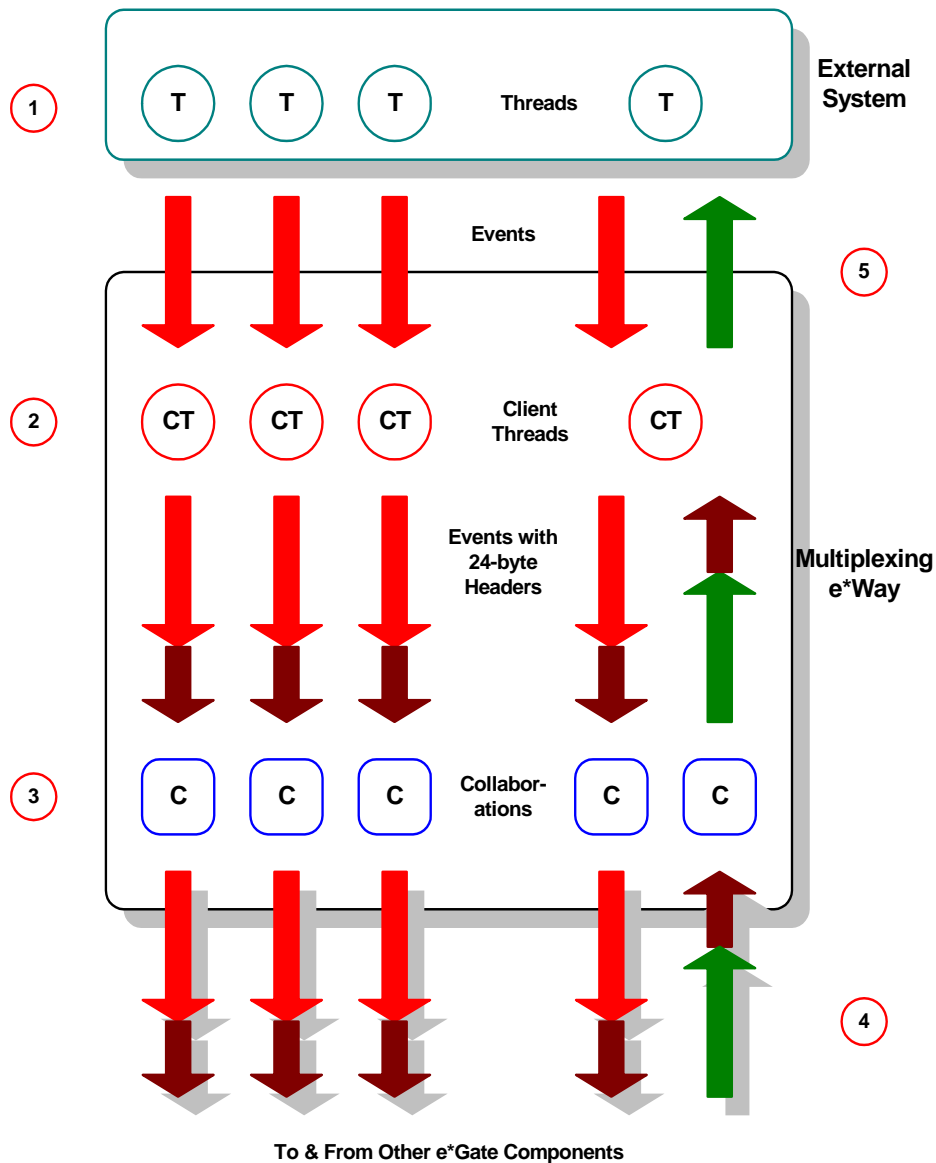 External
System
1
T T T Threads T
Events
5
2
CT CT CT Client
Threads CT
Events with
24-byte
Headers
Multiplexing
e*Way
3
C C C Collabor-
ations C C
4
To & From Other e*Gate Components